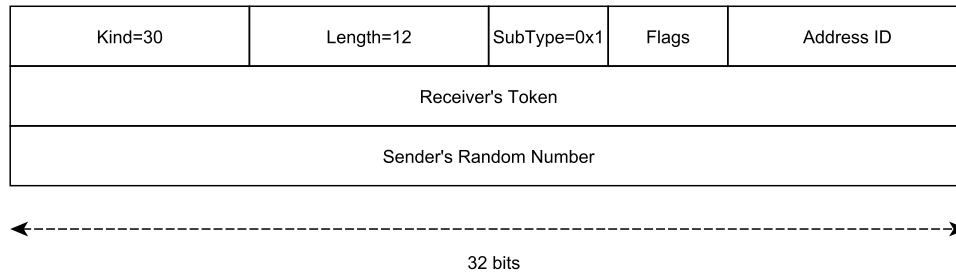 Kind=30 Length=12 SubType=0x1 Flags Address ID
Receiver's Token
Sender's Random Number
32 bits